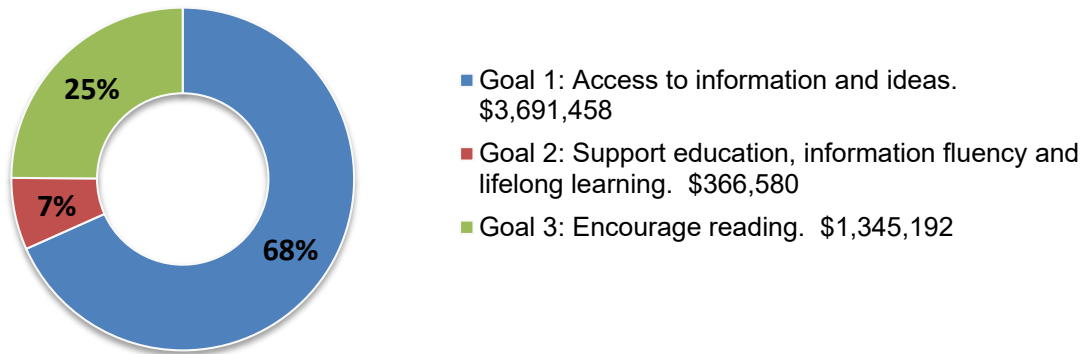 25%
7%
68%
Goal 1: Access to information and ideas.
$3,691,458
Goal 2: Support education, information fluency and
lifelong learning. $366,580
Goal 3: Encourage reading. $1,345,192